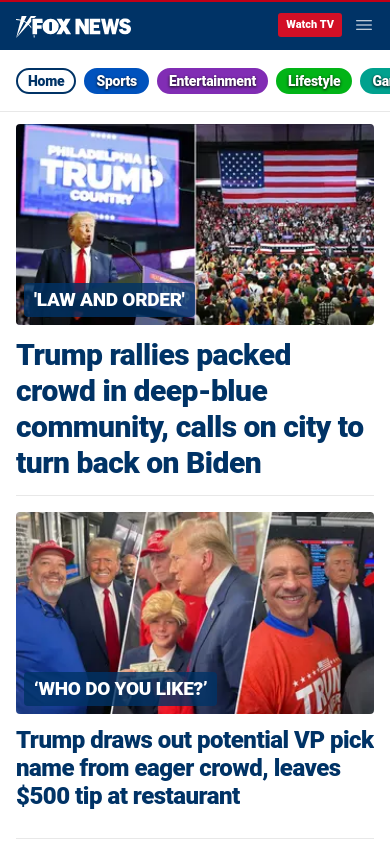 FOX NEWS
Watch TV
Home
Sports
Entertainment
Lifestyle
PHILADELPHIA IS
TRUMP
COUNTRY
'LAW AND ORDER'
Trump rallies packed
crowd in deep-blue
community, calls on city to
turn back on Biden
‘WHO DO YOU LIKE?’
Trump draws out potential VP pick
name from eager crowd, leaves
$500 tip at restaurant